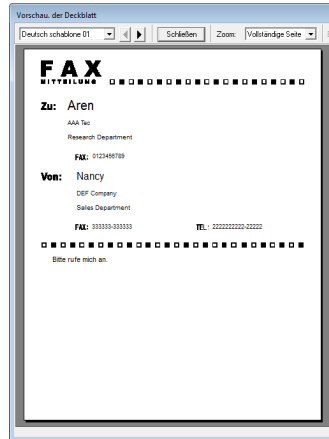 Vorschau. der Deckblatt
Deutsch schablone 01 Schließen Zoom: Vollständige Seite
FAX
MITTEILUNG
Zu: Aren
AAA Tec
Research Department
FAX: 0123456789
Von: Nancy
DEF Company
Sales Department
FAX: 333333-333333 TEL: 2222222222-22222
Bitte rufe mich an.